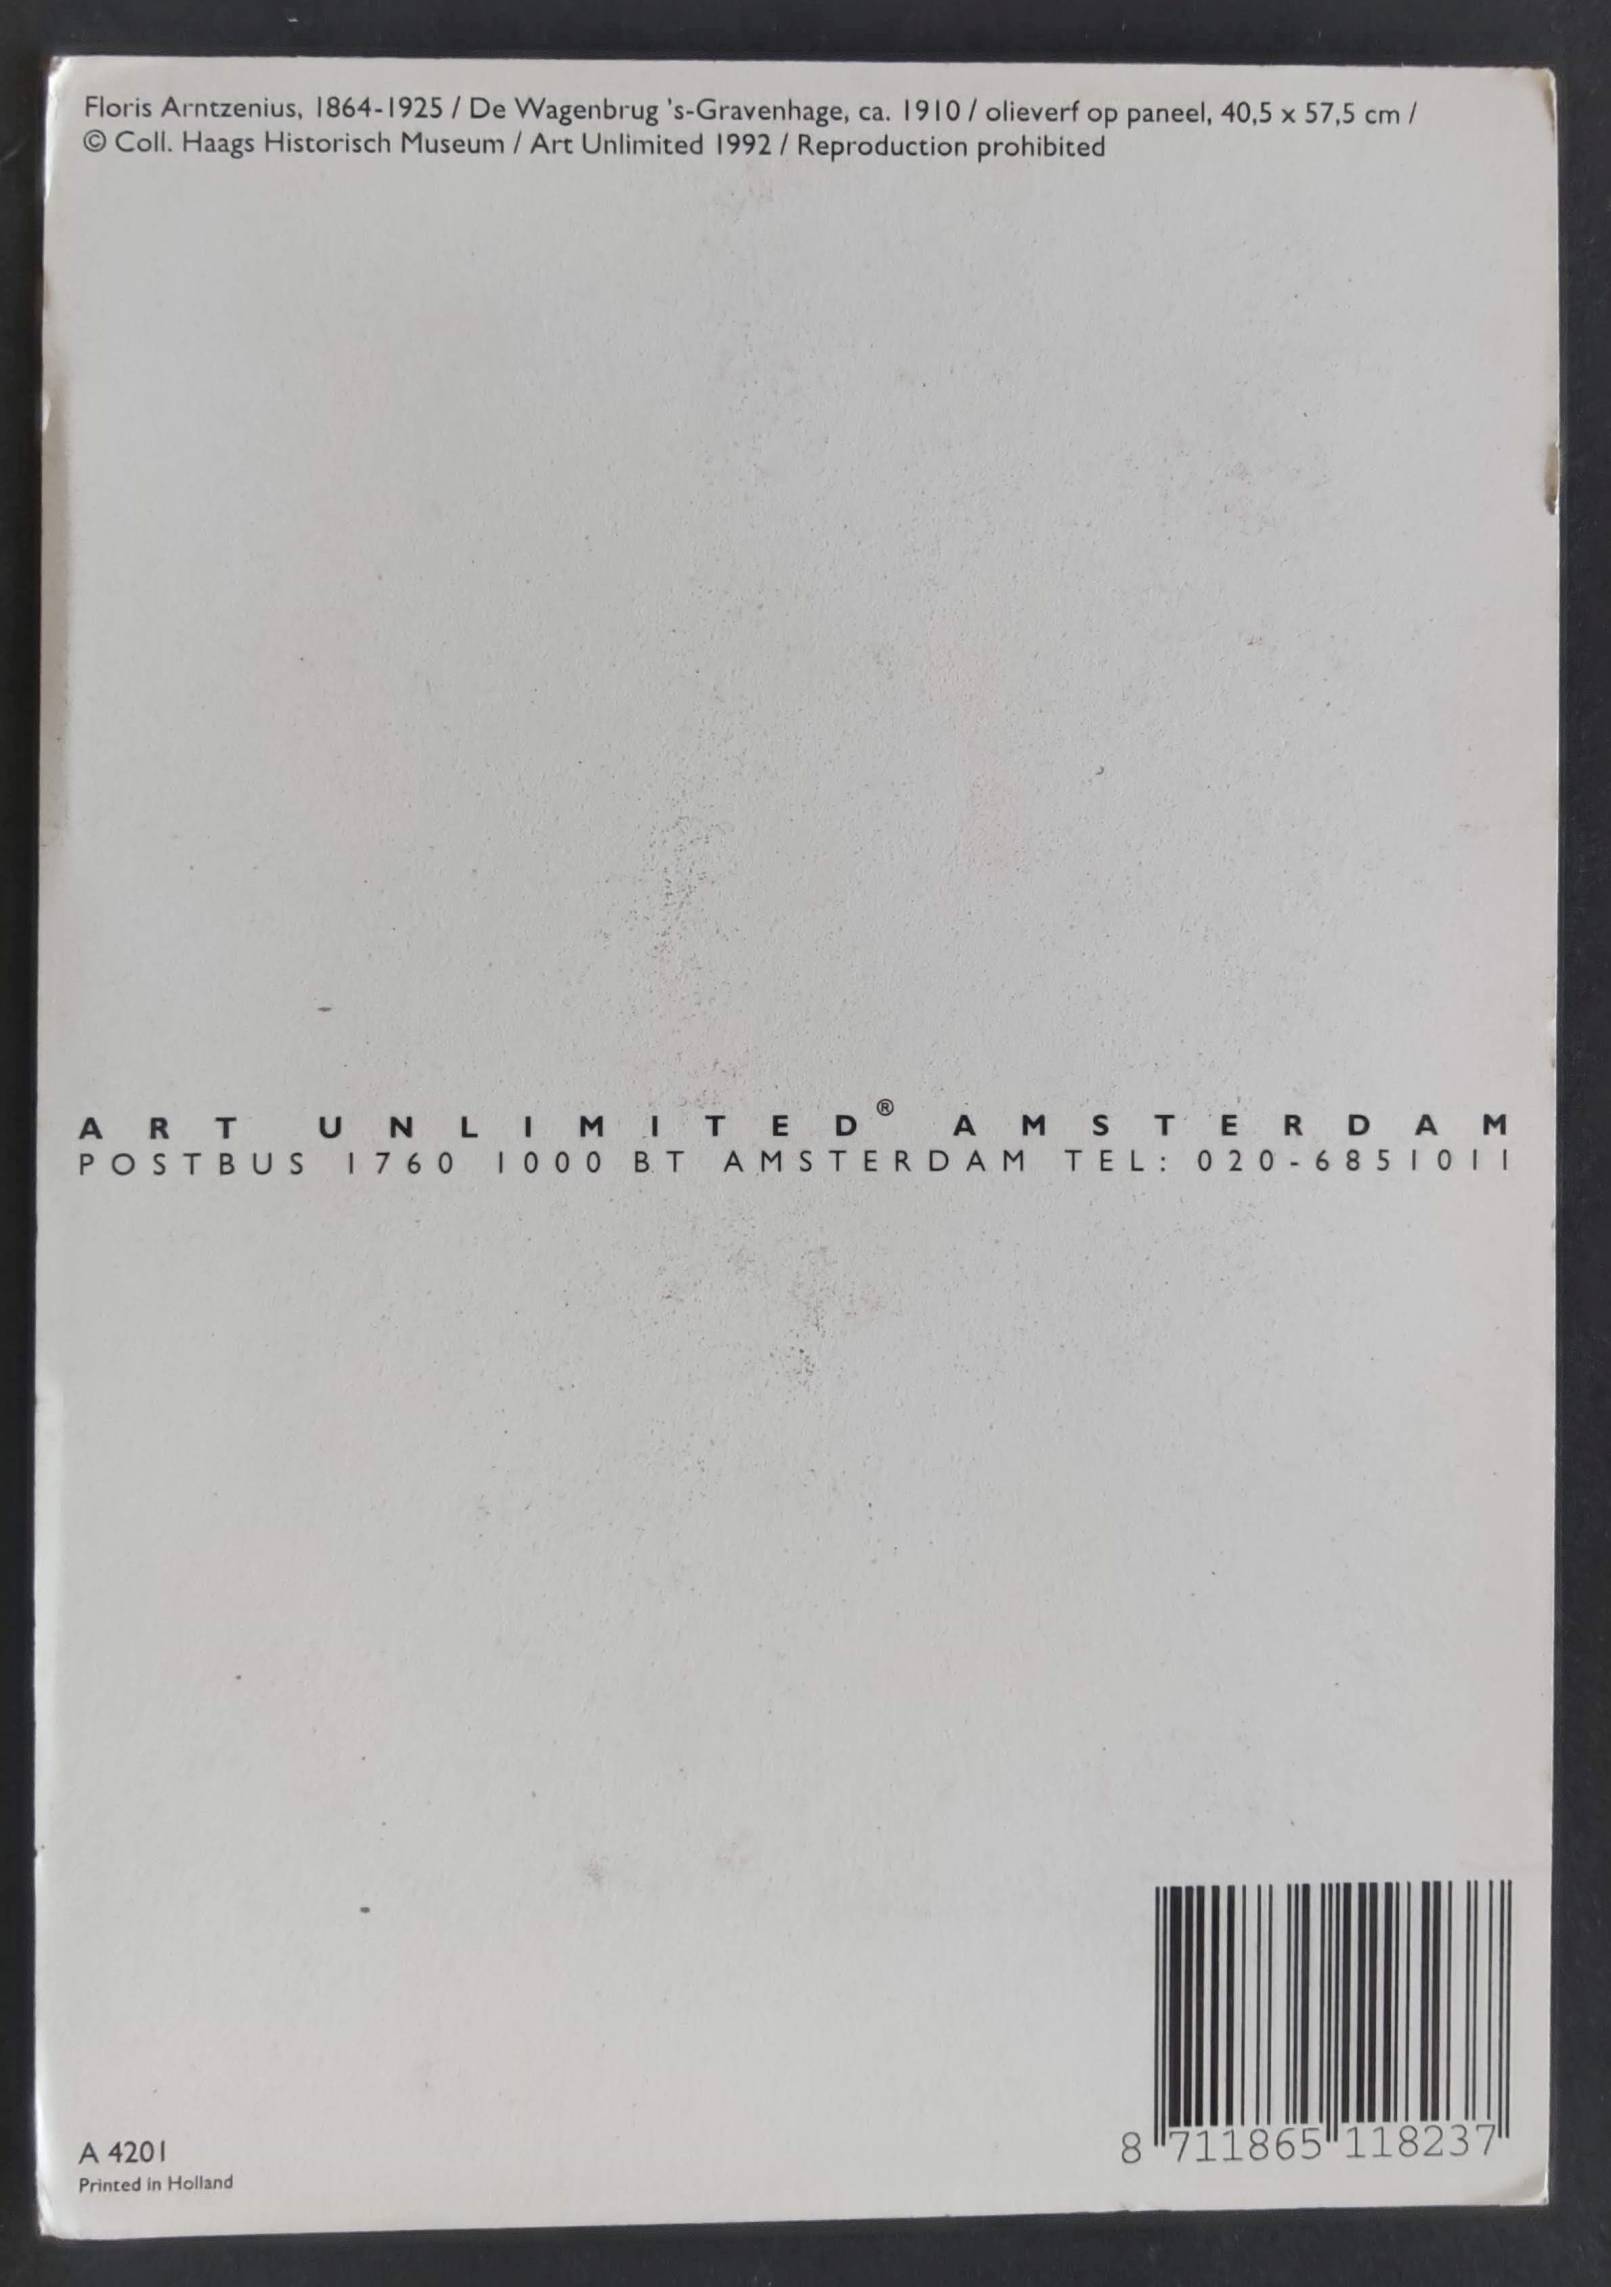 Floris Arntzenius, 1864-1925 / De Wagenbrug 's-Gravenhage, ca. 1910 / olieverf op paneel, 40,5 x 57,5 cm /
© Coll. Haags Historisch Museum / Art Unlimited 1992 / Reproduction prohibited
ART UNLIMITED® AMSTERDAM
POSTBUS 1760 1000 BT AMSTERDAM TEL: 020-6851011
8 711865 118237
A 4201
Printed in Holland